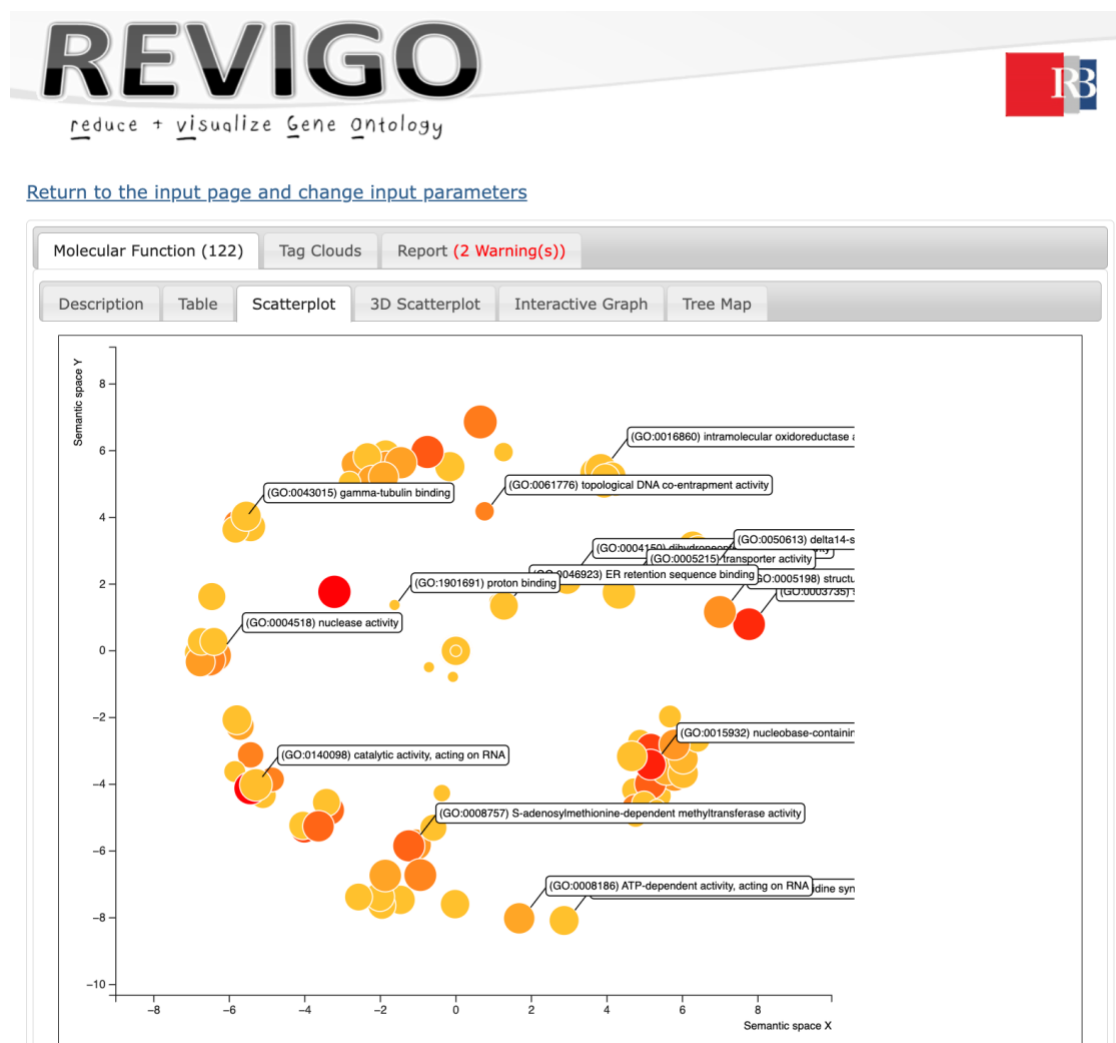 REVIGO
reduce + visualize Gene Ontology
RB
Return to the input page and change input parameters
Molecular Function (122) Tag Clouds Report (2 Warning(s))
Description Table Scatterplot 3D Scatterplot Interactive Graph Tree Map
Semantic space Y
8
6
4
2
0
−2
−4
−6
−8
−10
(GO:0016860) intramolecular oxidoreductase
(GO:0061776) topological DNA co-entrapment activity
(GO:0043015) gamma-tubulin binding
(GO:0050613) delta14-s
(GO:0004150)
(GO:0005215) transporter activity
(GO:1901691) proton binding
0046923) ER retention sequence binding
GO:0005198) structu
(GO:0003735)
(GO:0004518) nuclease activity
(GO:0015932) nucleobase-containin
(GO:0140098) catalytic activity, acting on RNA
(GO:0008757) S-adenosylmethionine-dependent methyltransferase activity
(GO:0008186) ATP-dependent activity, acting on RNA
idine syn
−8 −6 −4 −2 0 2 4 6 8
Semantic space X